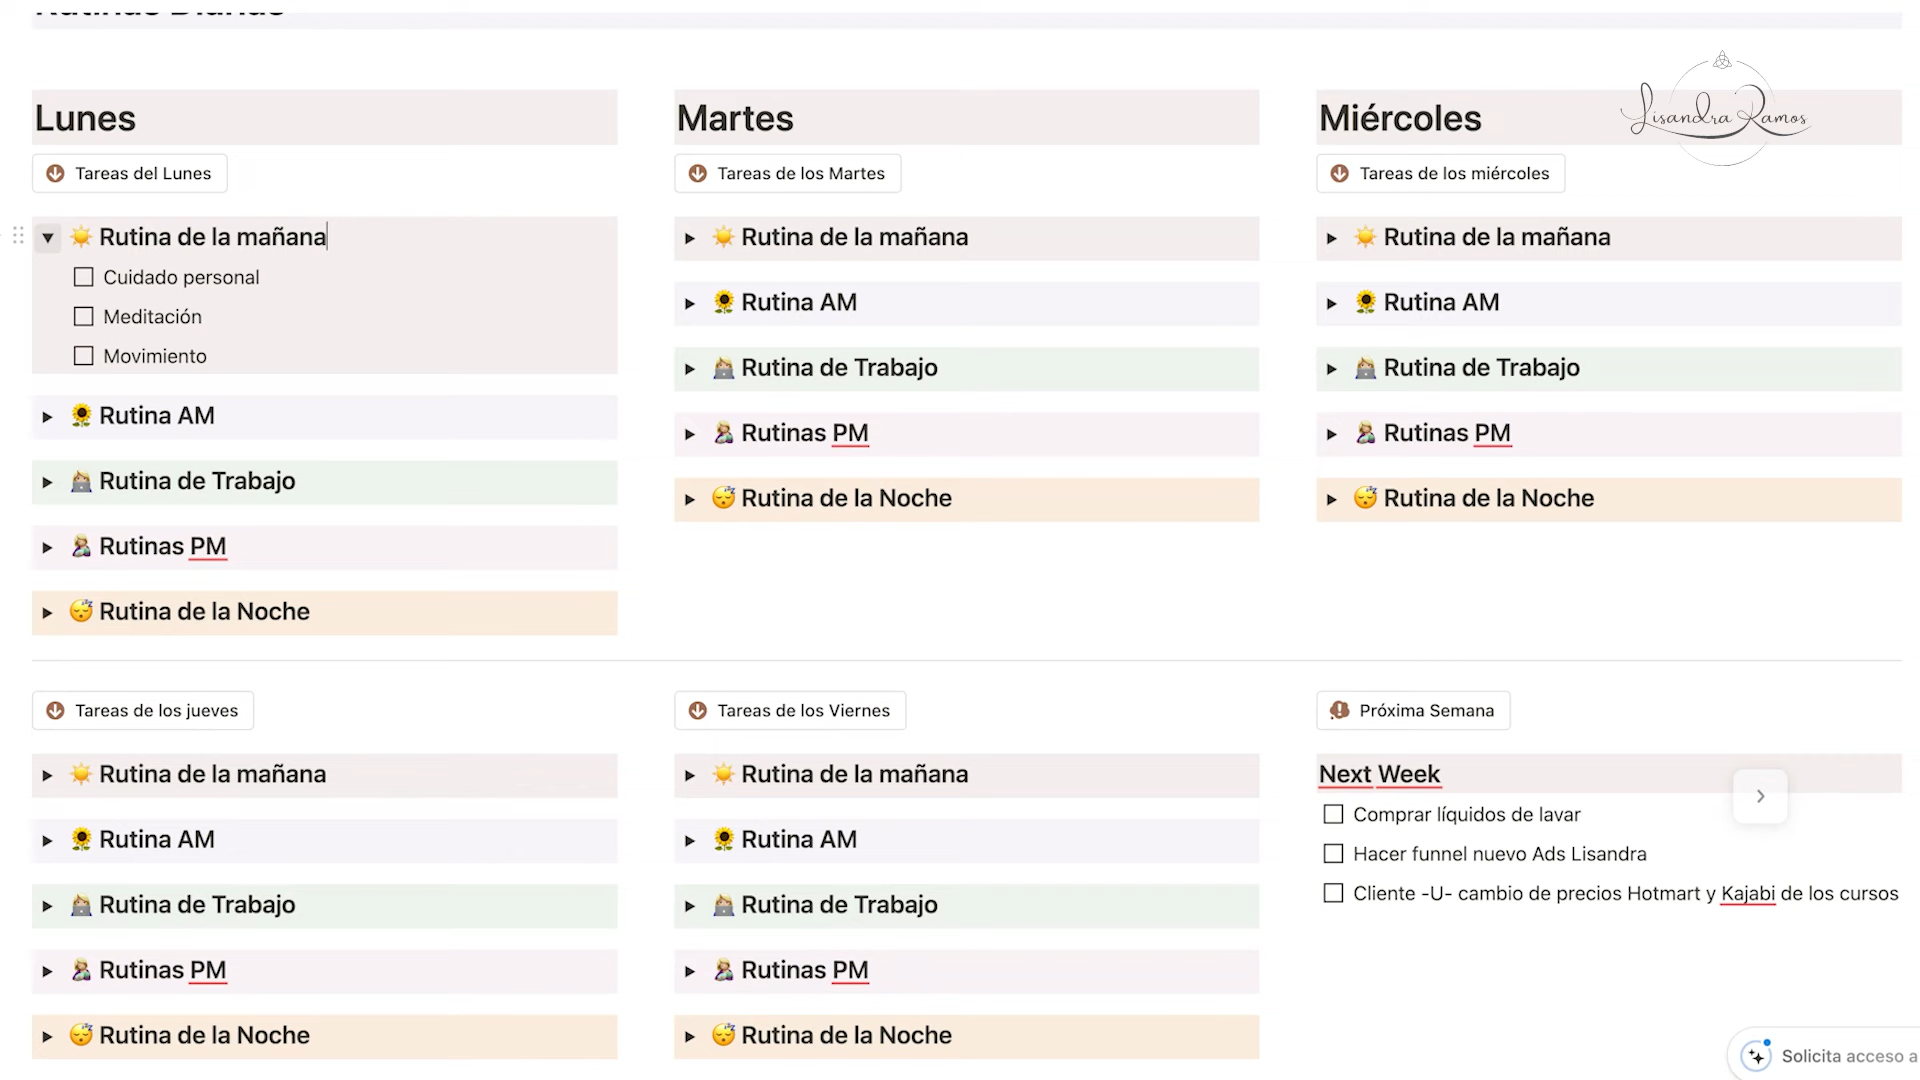 Rutinas Diarias
Lunes
Tareas del Lunes
Rutina de la mañana
Cuidado personal
Meditación
Movimiento
Rutina AM
Rutina de Trabajo
Rutinas PM
Rutina de la Noche
Martes
Tareas de los Martes
Rutina de la mañana
Rutina AM
Rutina de Trabajo
Rutinas PM
Rutina de la Noche
Miércoles
Lisandra Ramos
Tareas de los miércoles
Rutina de la mañana
Rutina AM
Rutina de Trabajo
Rutinas PM
Rutina de la Noche
Tareas de los jueves
Rutina de la mañana
Rutina AM
Rutina de Trabajo
Rutinas PM
Rutina de la Noche
Tareas de los Viernes
Rutina de la mañana
Rutina AM
Rutina de Trabajo
Rutinas PM
Rutina de la Noche
Próxima Semana
Next Week
Comprar líquidos de lavar
Hacer funnel nuevo Ads Lisandra
Cliente -U- cambio de precios Hotmart y Kajabi de los cursos
Solicita acceso a